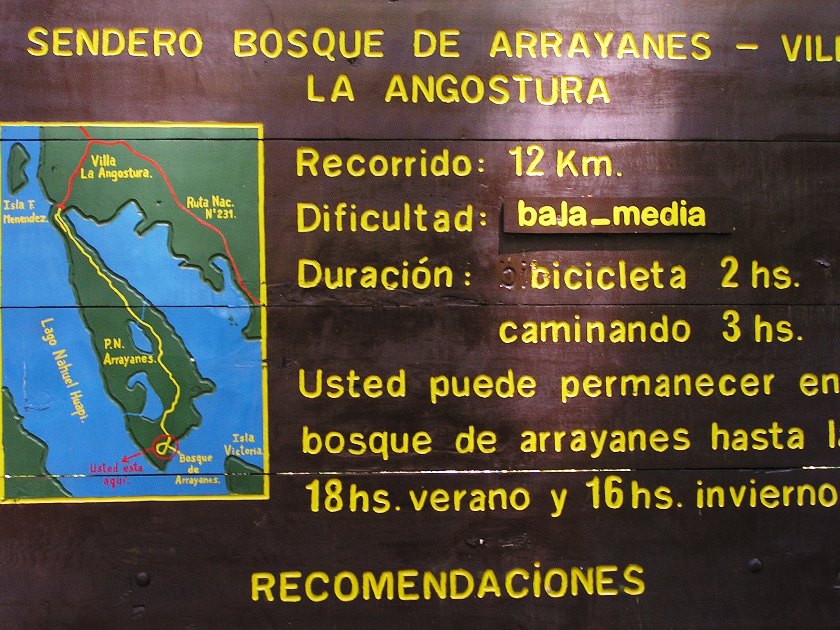 SENDERO BOSQUE DE ARRAYANES - VILL
LA ANGOSTURA
Recorrido: 12 Km.
Dificultad: baJa_media
Duración: bicicleta 2 hs.
caminando 3 hs.
Usted puede permanecer en
bosque de arrayanes hasta l
18hs. verano y 16hs. invierno
RECOMENDACiONES
Villa
La Angostura.
Isla F.
Menendez.
Ruta Nac.
N°231.
P.N.
Arrayanes.
Lago Nahuel Huapi.
Isla
Victoria.
Usted esta
aqui.
Bosque
de
Arrayanes.